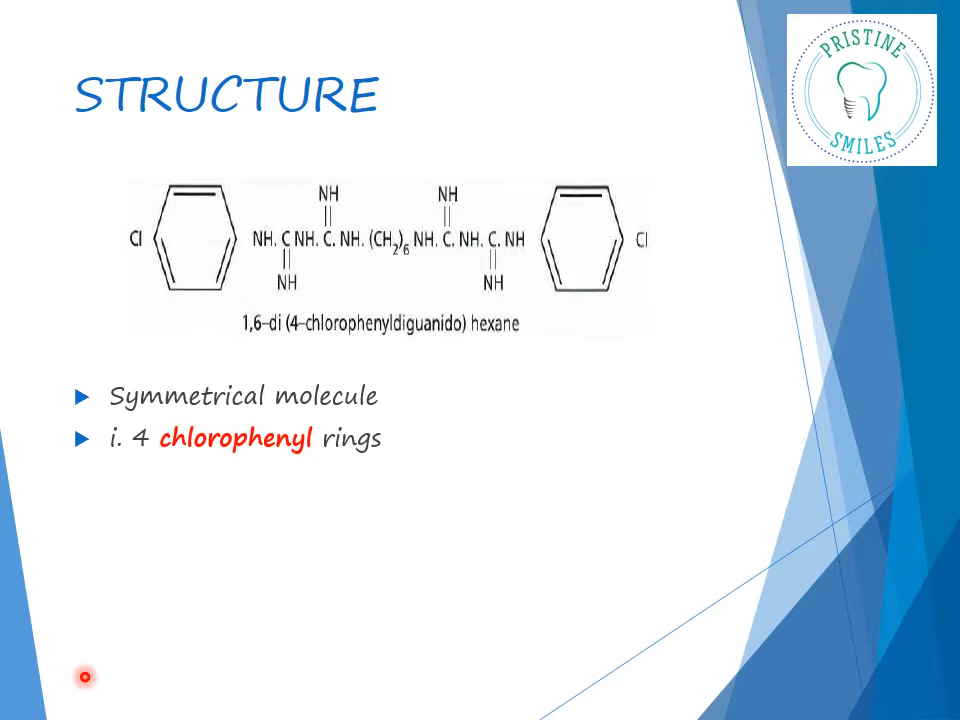 PRISTINE
SMILES
STRUCTURE
NH NH
Cl NH. C NH. C. NH. (CH2)6 NH. C. NH. C. NH Cl
NH NH
1,6-di (4-chlorophenyldiguanido) hexane
Symmetrical molecule
i. 4 chlorophenyl rings